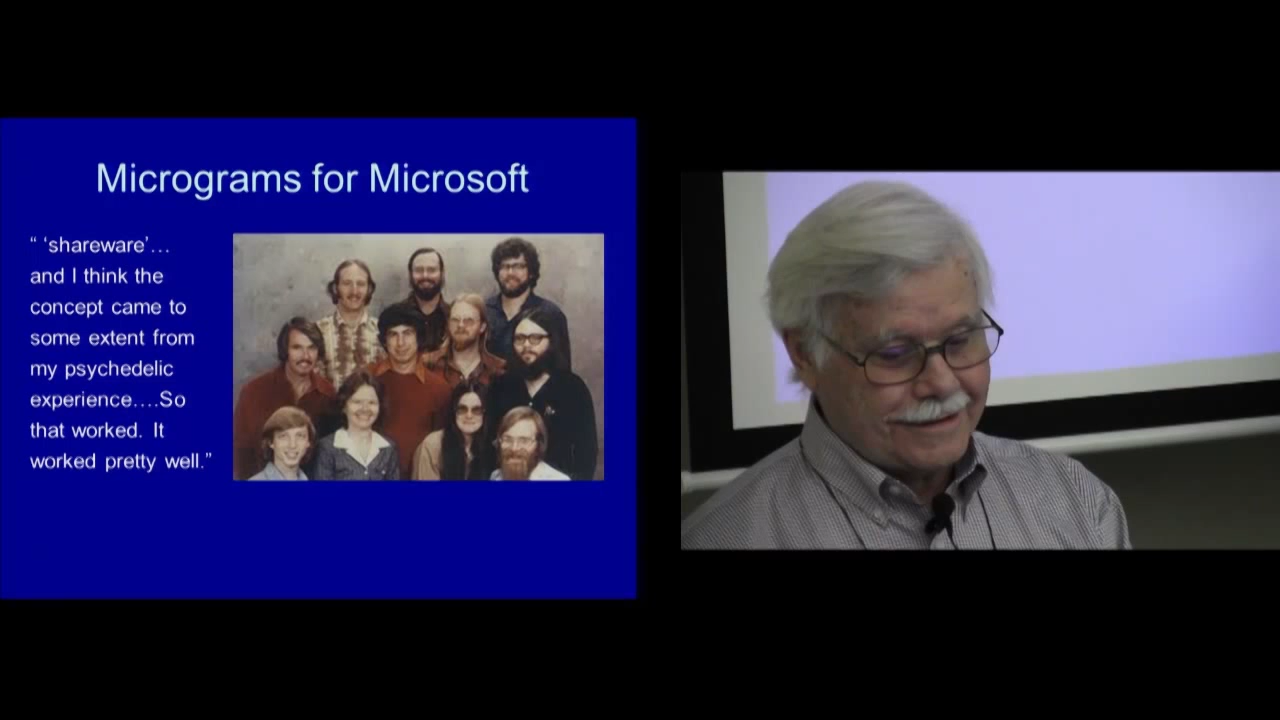 Micrograms for Microsoft
“ ‘shareware’…
and I think the
concept came to
some extent from
my psychedelic
experience….So
that worked. It
worked pretty well.”